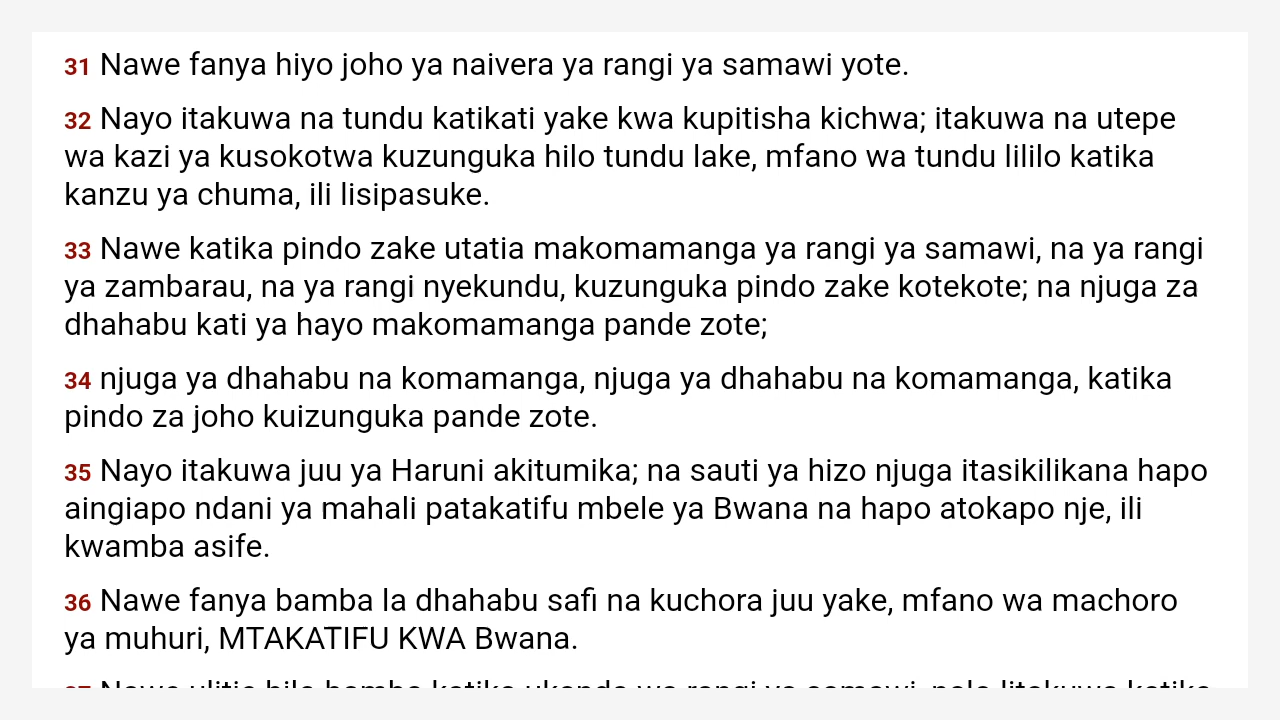 31 Nawe fanya hiyo joho ya naivera ya rangi ya samawi yote.
32 Nayo itakuwa na tundu katikati yake kwa kupitisha kichwa; itakuwa na utepe
wa kazi ya kusokotwa kuzunguka hilo tundu lake, mfano wa tundu lililo katika
kanzu ya chuma, ili lisipasuke.
33 Nawe katika pindo zake utatia makomamanga ya rangi ya samawi, na ya rangi
ya zambarau, na ya rangi nyekundu, kuzunguka pindo zake kotekote; na njuga za
dhahabu kati ya hayo makomamanga pande zote;
34 njuga ya dhahabu na komamanga, njuga ya dhahabu na komamanga, katika
pindo za joho kuizunguka pande zote.
35 Nayo itakuwa juu ya Haruni akitumika; na sauti ya hizo njuga itasikilikana hapo
aingiapo ndani ya mahali patakatifu mbele ya Bwana na hapo atokapo nje, ili
kwamba asife.
36 Nawe fanya bamba la dhahabu safi na kuchora juu yake, mfano wa machoro
ya muhuri, MTAKATIFU KWA Bwana.